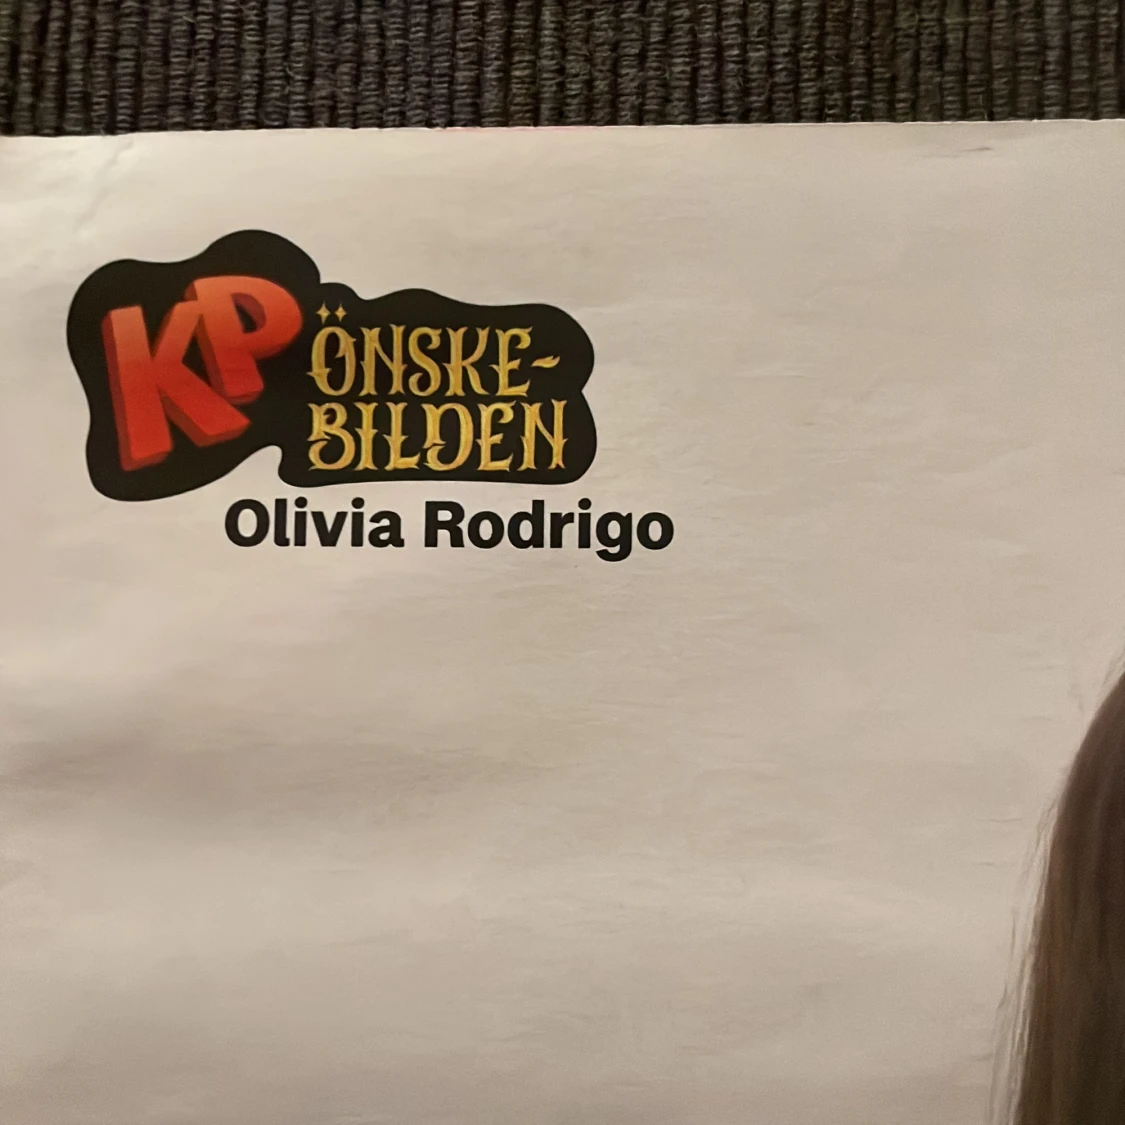 KP
ÖNSKE-
BILDEN
Olivia Rodrigo